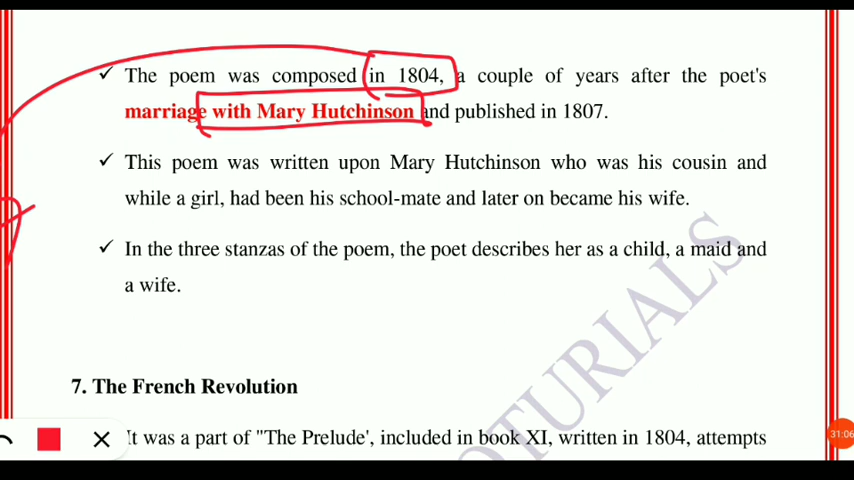 ✓ The poem was composed in 1804, a couple of years after the poet's
marriage with Mary Hutchinson and published in 1807.
✓ This poem was written upon Mary Hutchinson who was his cousin and
while a girl, had been his school-mate and later on became his wife.
✓ In the three stanzas of the poem, the poet describes her as a child, a maid and
a wife.
7. The French Revolution
It was a part of "The Prelude', included in book XI, written in 1804, attempts
31:06